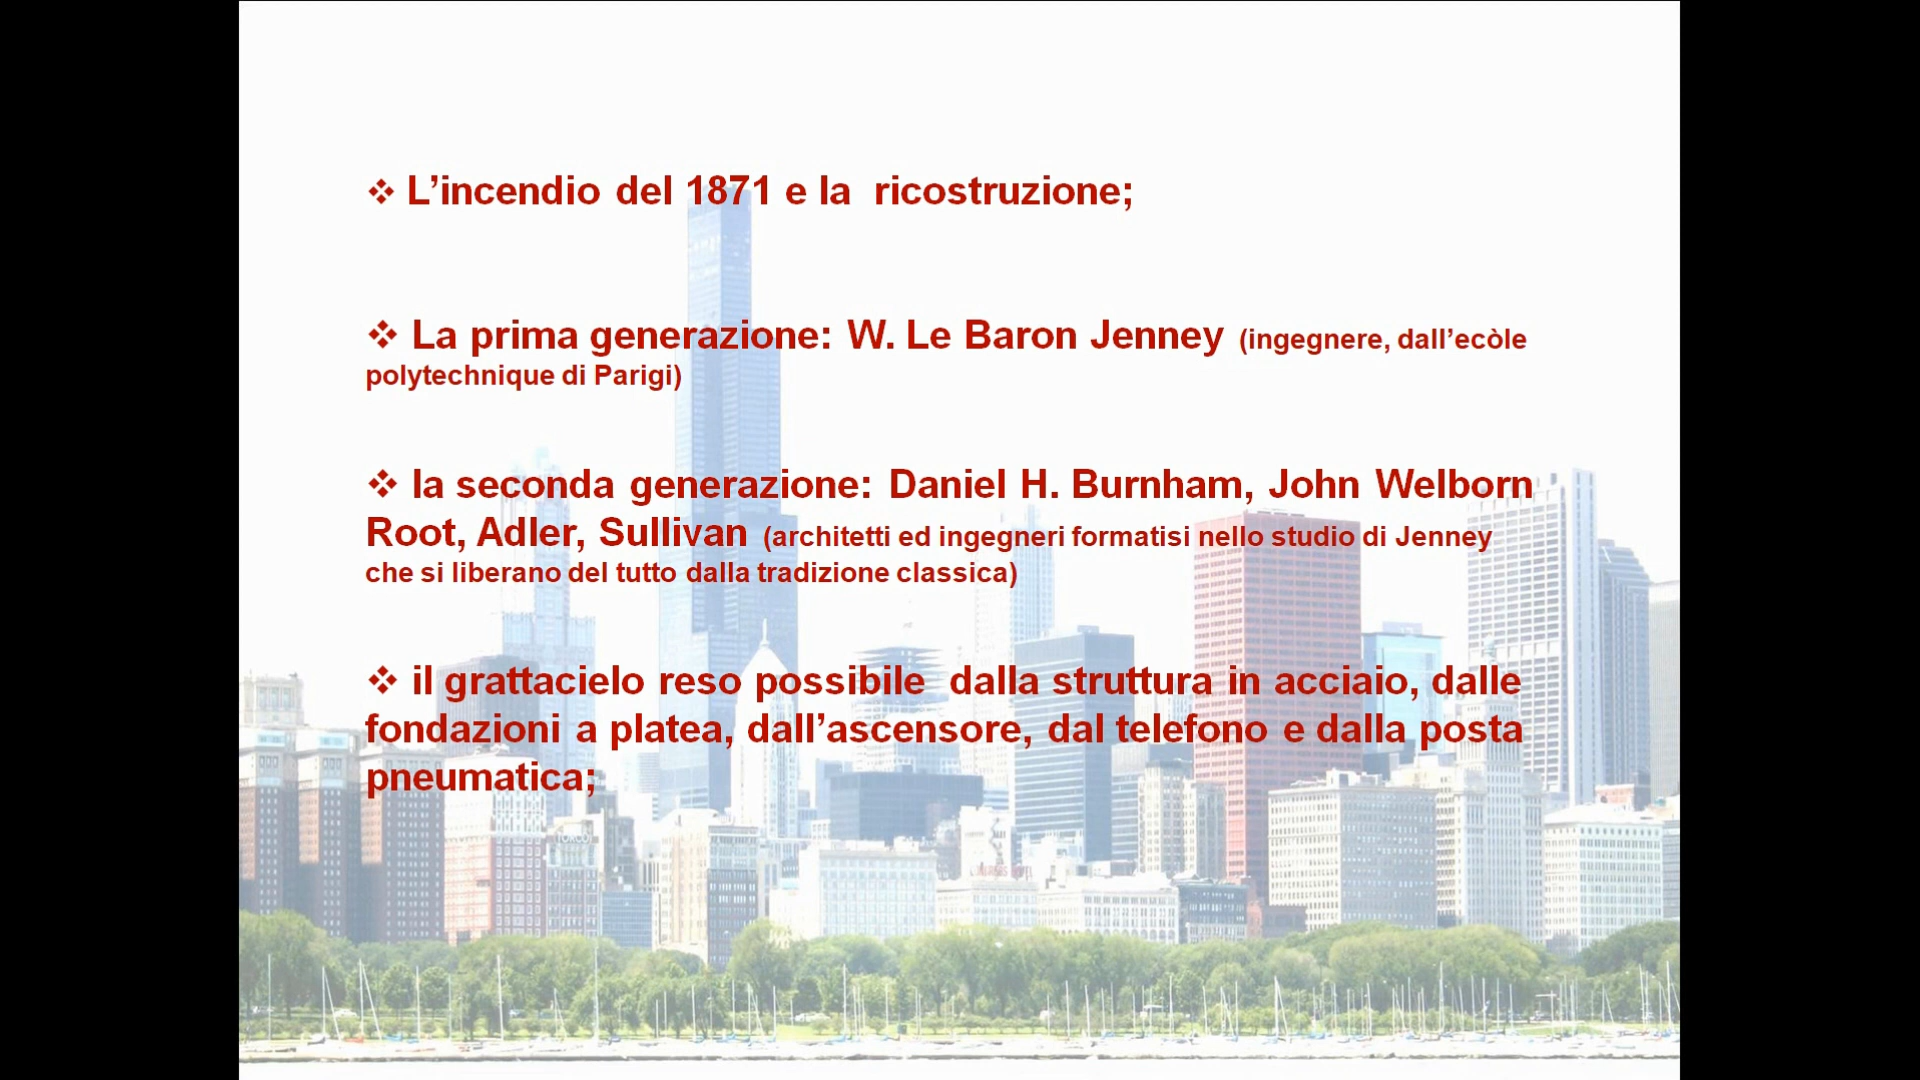 ❖ L’incendio del 1871 e la ricostruzione;
❖ La prima generazione: W. Le Baron Jenney (ingegnere, dall’ecòle
polytechnique di Parigi)
❖ la seconda generazione: Daniel H. Burnham, John Welborn
Root, Adler, Sullivan (architetti ed ingegneri formatisi nello studio di Jenney
che si liberano del tutto dalla tradizione classica)
❖ il grattacielo reso possibile dalla struttura in acciaio, dalle
fondazioni a platea, dall’ascensore, dal telefono e dalla posta
pneumatica;